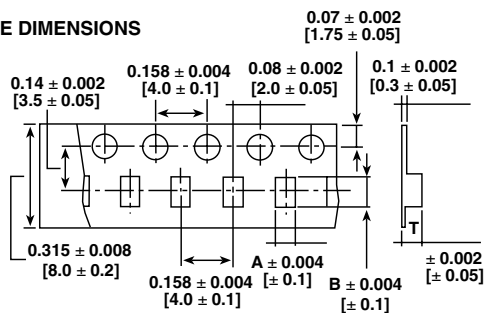 E DIMENSIONS
0.07 ± 0.002
[1.75 ± 0.05]
0.14 ± 0.002
[3.5 ± 0.05]
0.158 ± 0.004
[4.0 ± 0.1]
0.08 ± 0.002
[2.0 ± 0.05]
0.1 ± 0.002
[0.3 ± 0.05]
0.315 ± 0.008
[8.0 ± 0.2]
0.158 ± 0.004
[4.0 ± 0.1]
A ± 0.004
[± 0.1]
B ± 0.004
[± 0.1]
T
± 0.002
[± 0.05]